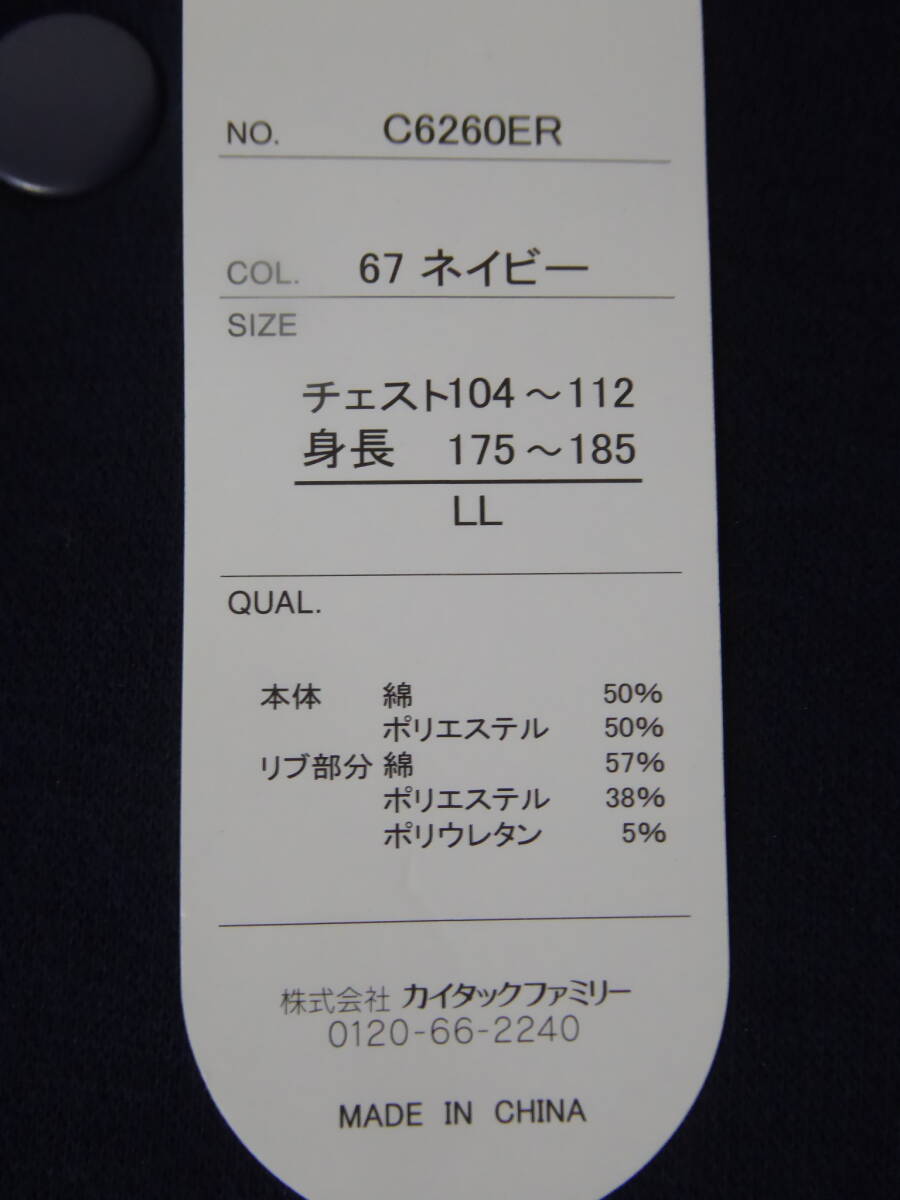 NO. C6260ER
COL. 67 ネイビー
SIZE
チェスト104～112
身長 175～185
LL
QUAL.
本体 綿 50%
ポリエステル 50%
リブ部分 綿 57%
ポリエステル 38%
ポリウレタン 5%
株式会社 カイタックファミリー
0120-66-2240
MADE IN CHINA